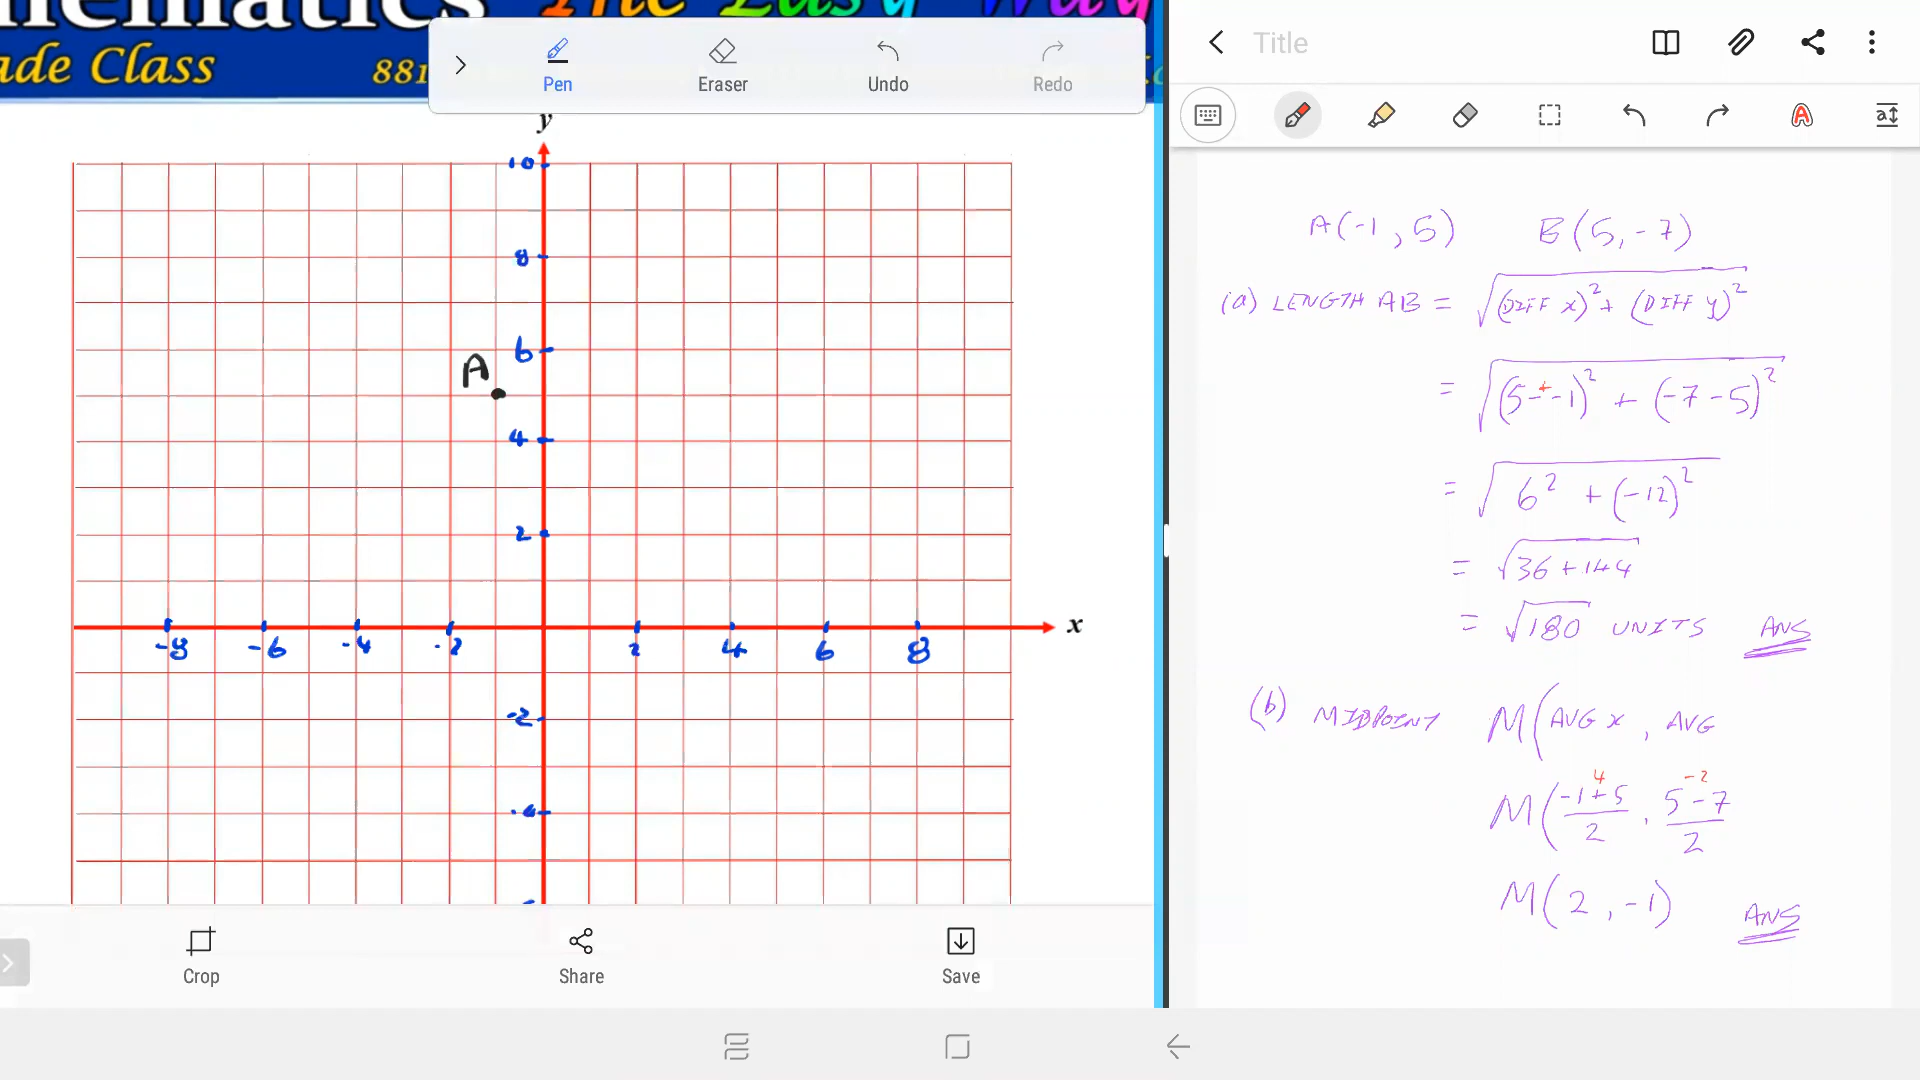 The Easy Way
ade Class 881
Pen Eraser Undo Redo
y
10
8
6
A
4
2
-8 -6 -4 -2 2 4 6 8 x
-2
-4
Crop Share Save
Title
A(-1, 5) B(5, -7)
(a) LENGTH AB = √(DIFF x)² + (DIFF y)²
= √(5 - -1)² + (-7 - 5)²
+
= √6² + (-12)²
= √36 + 144
= √180 UNITS ANS
(b) MIDPOINT M(AVG x, AVG
4 -2
M(-1+5/2, 5-7/2
M(2, -1) ANS